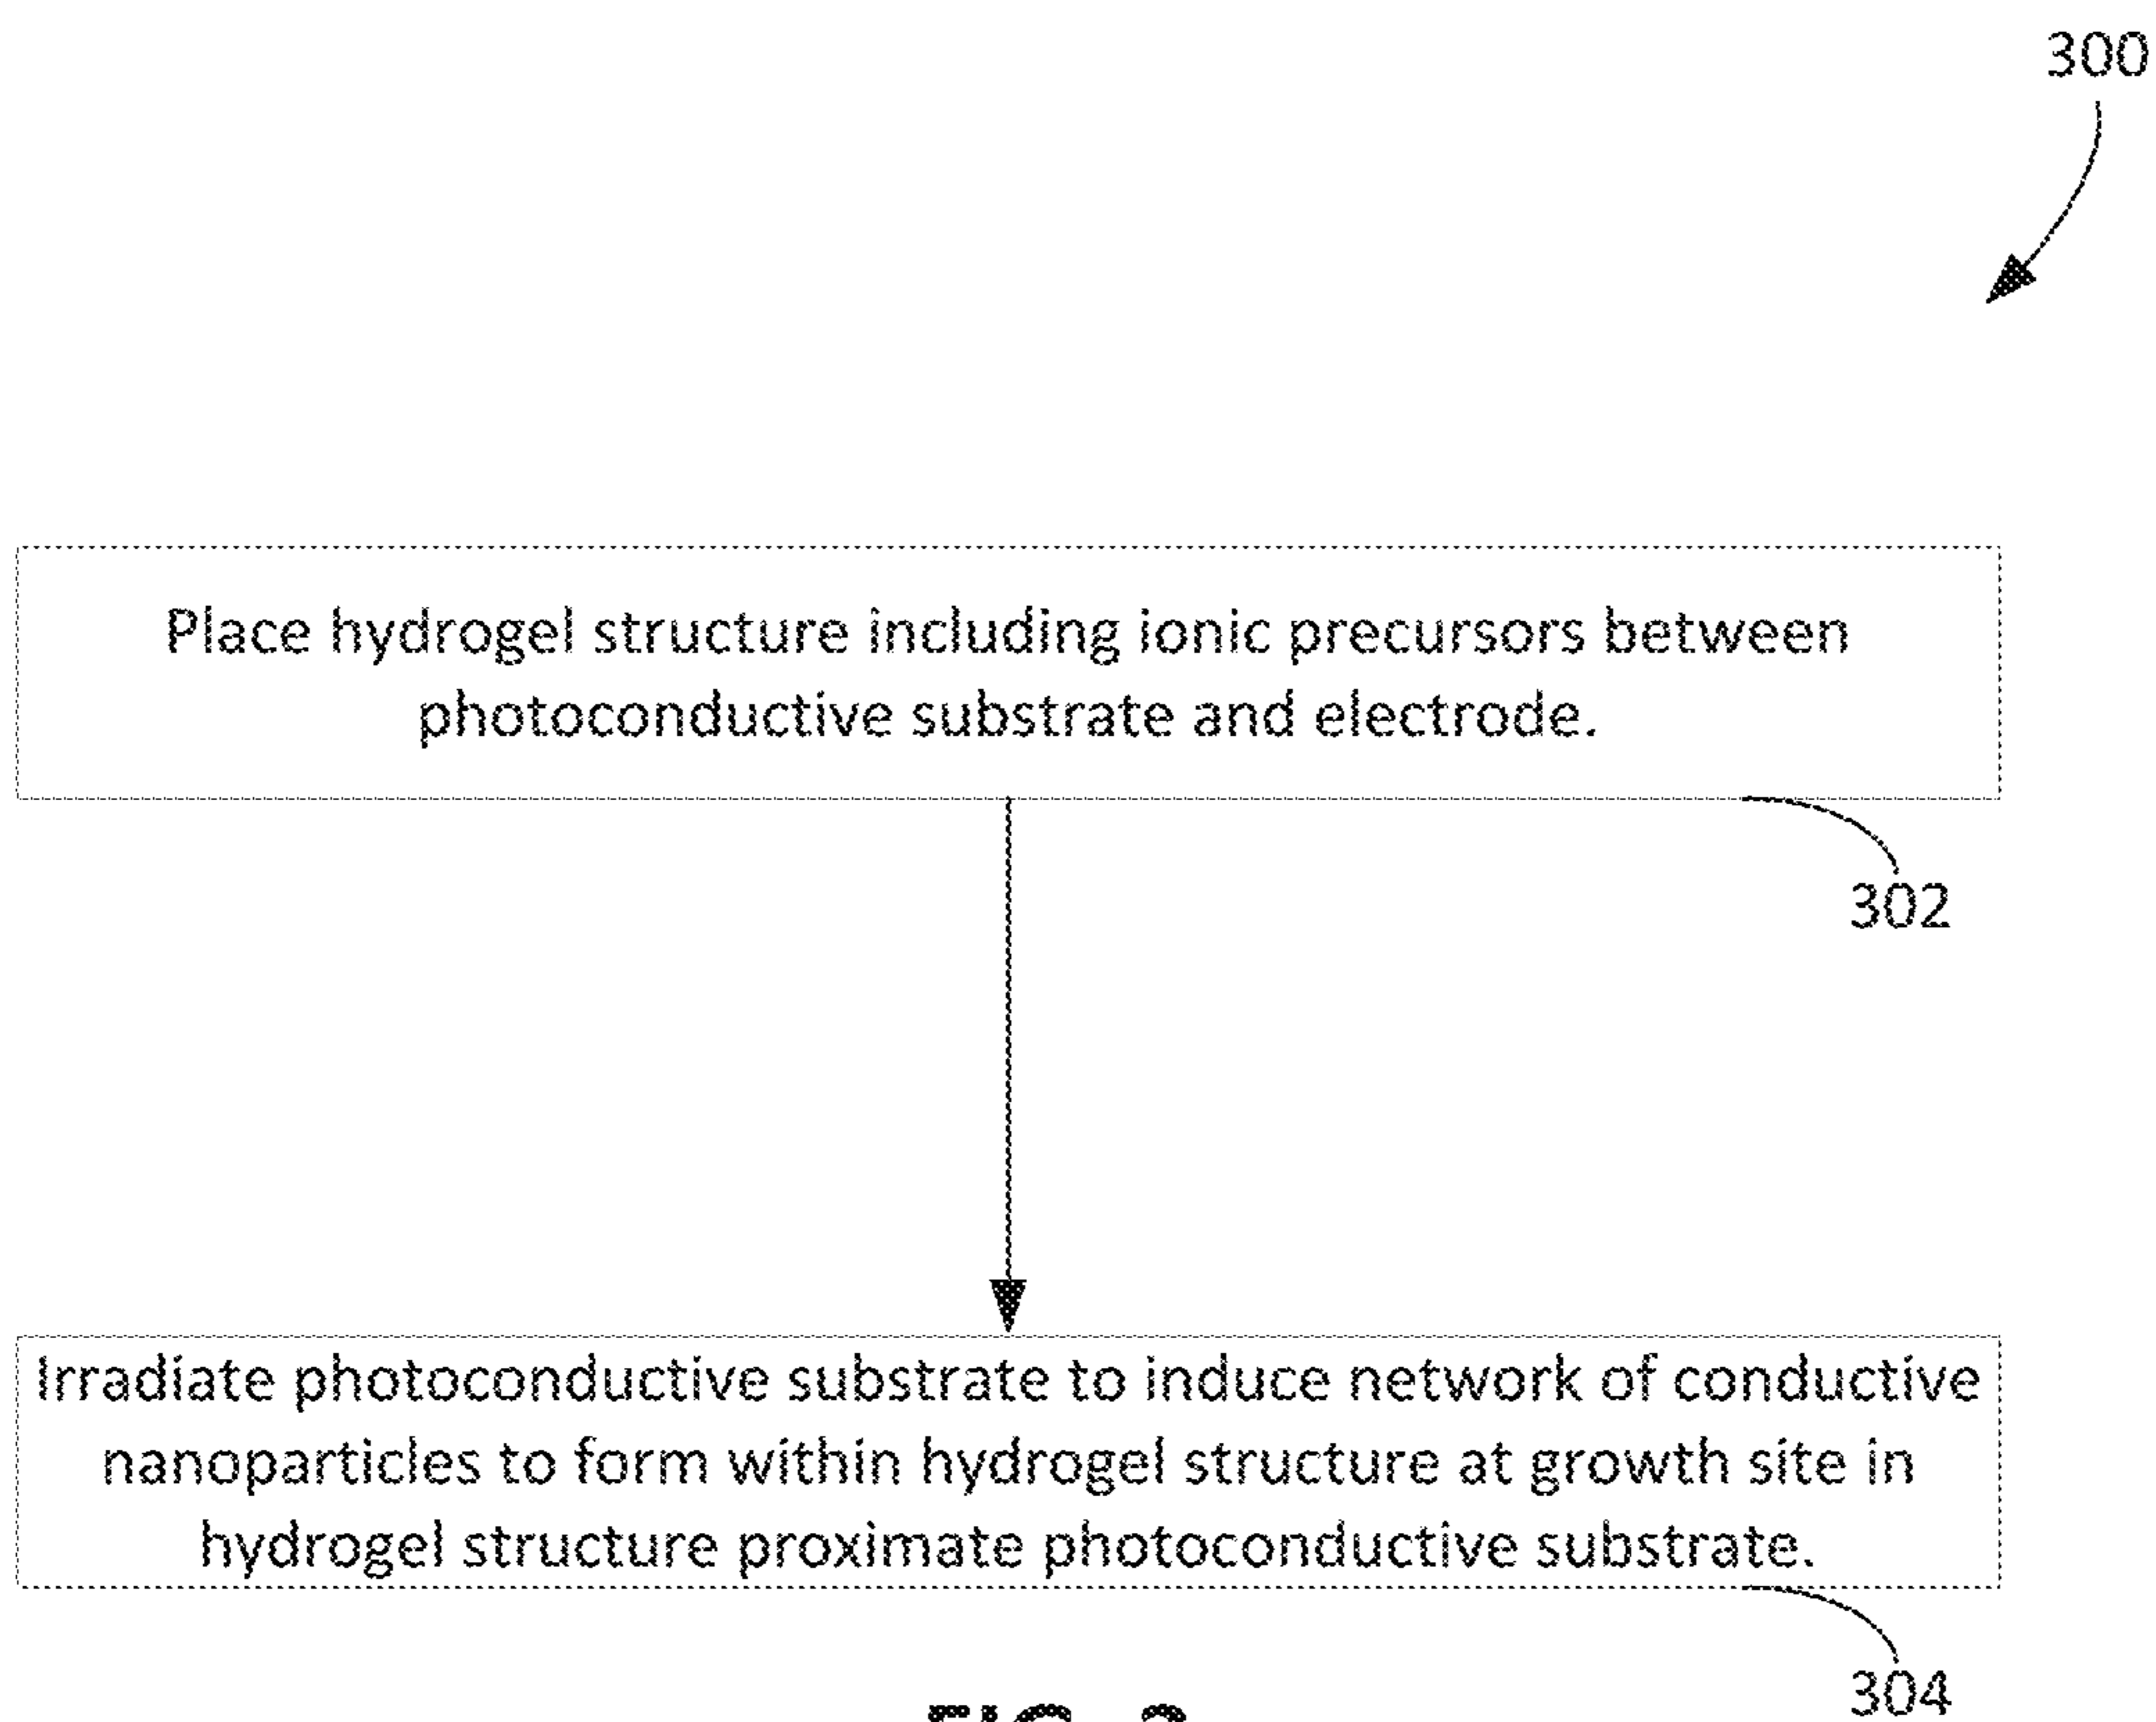 300
Place hydrogel structure including ionic precursors between
photoconductive substrate and electrode.
302
Irradiate photoconductive substrate to induce network of conductive
nanoparticles to form within hydrogel structure at growth site in
hydrogel structure proximate photoconductive substrate.
304